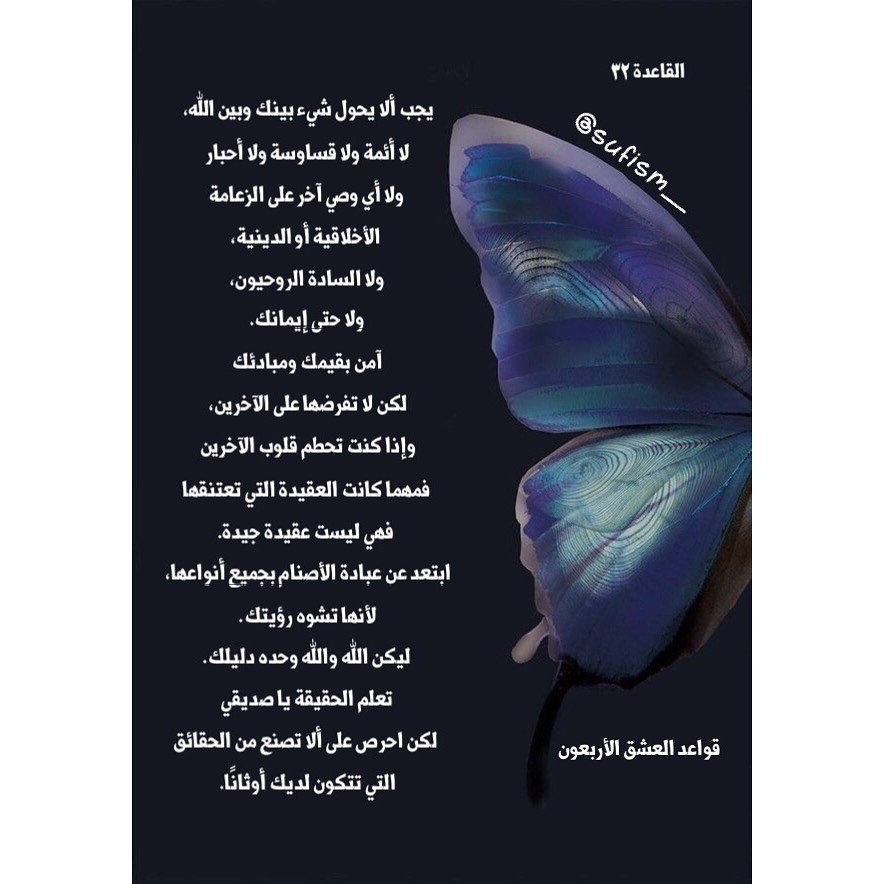 القاعدة ٣٢
@sufism__
يجب ألا يحول شيء بينك وبين الله،
لا أئمة ولا قساوسة ولا أحبار
ولا أي وصي آخر على الزعامة
الأخلاقية أو الدينية،
ولا السادة الروحيون،
ولا حتى إيمانك.
آمن بقيمك ومبادئك
لكن لا تفرضها على الآخرين،
وإذا كنت تحطم قلوب الآخرين
فمهما كانت العقيدة التي تعتنقها
فهي ليست عقيدة جيدة.
ابتعد عن عبادة الأصنام بجميع أنواعها،
لأنها تشوه رؤيتك.
ليكن الله والله وحده دليلك.
تعلم الحقيقة يا صديقي
لكن احرص على ألا تصنع من الحقائق
التي تتكون لديك أوثانًا.
قواعد العشق الأربعون